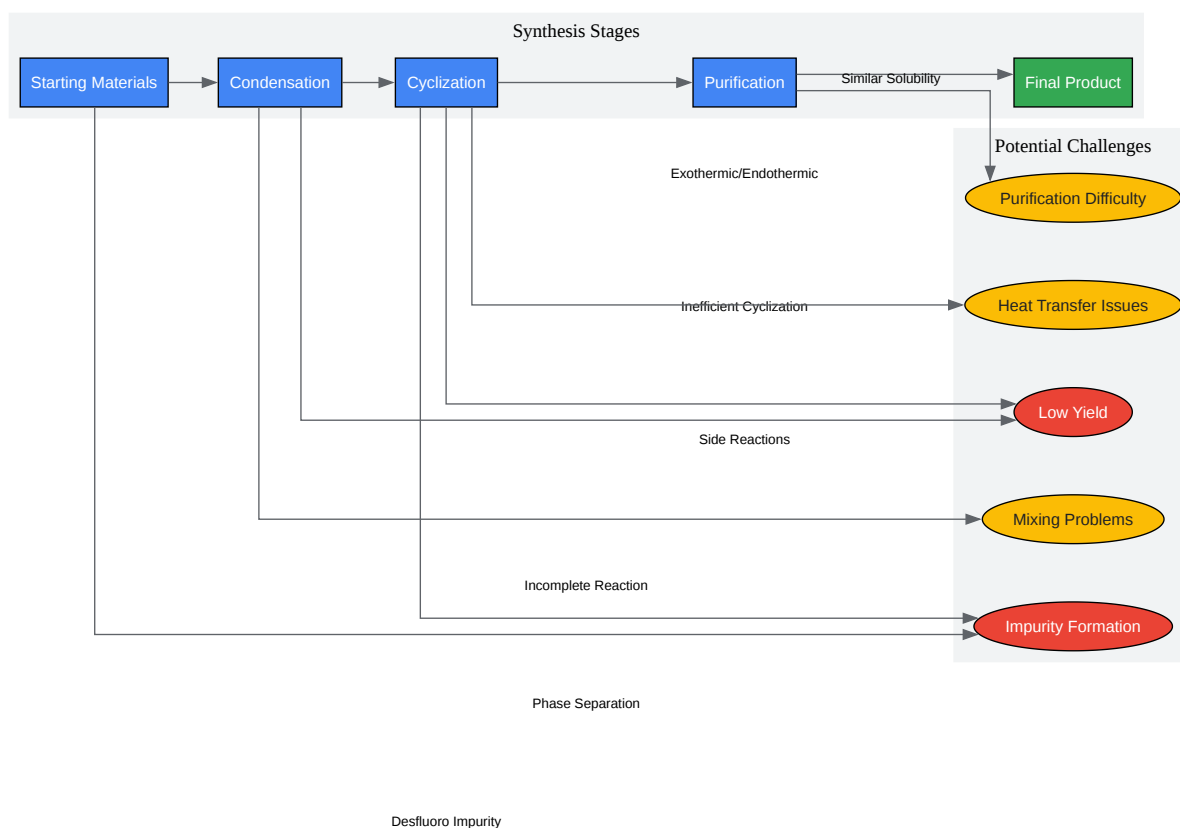 Synthesis Stages
Starting Materials
Condensation
Cyclization
Purification
Similar Solubility
Final Product
Potential Challenges
Exothermic/Endothermic
Purification Difficulty
Inefficient Cyclization
Heat Transfer Issues
Low Yield
Side Reactions
Mixing Problems
Incomplete Reaction
Impurity Formation
Phase Separation
Desfluoro Impurity